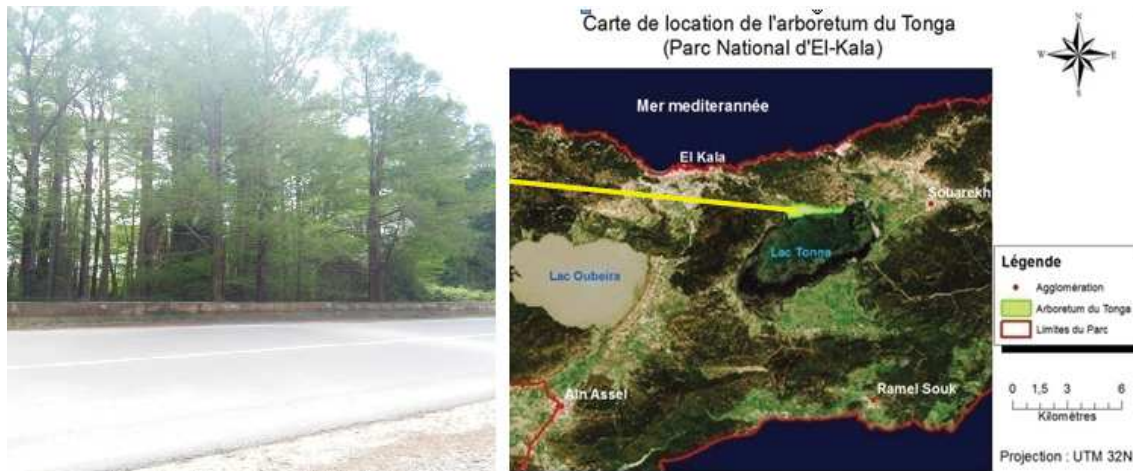 Carte de location de l'arboretum du Tonga
(Parc National d'El-Kala)
N
W E
S
Mer mediterannée
El Kala
Souarekh
Lac Tonga
Lac Oubeira
Aïn Assel
Ramel Souk
Légende
Agglomération
Arboretum du Tonga
Limites du Parc
0 1,5 3 6
Kilomètres
Projection : UTM 32N